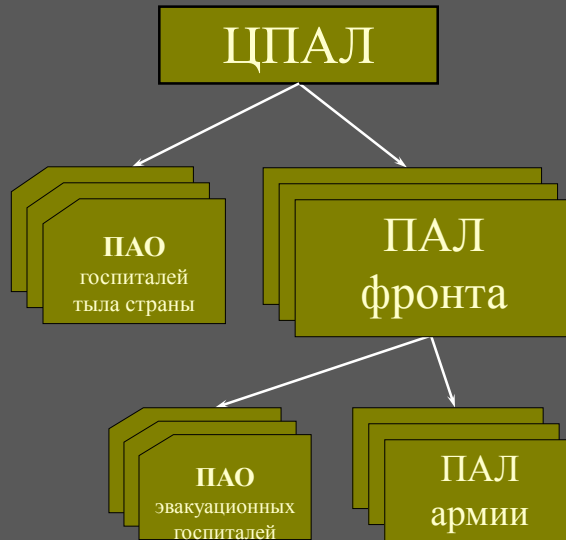 ЦПАЛ
ПАО
госпиталей
тыла страны
ПАЛ
фронта
ПАО
эвакуационных
госпиталей
ПАЛ
армии